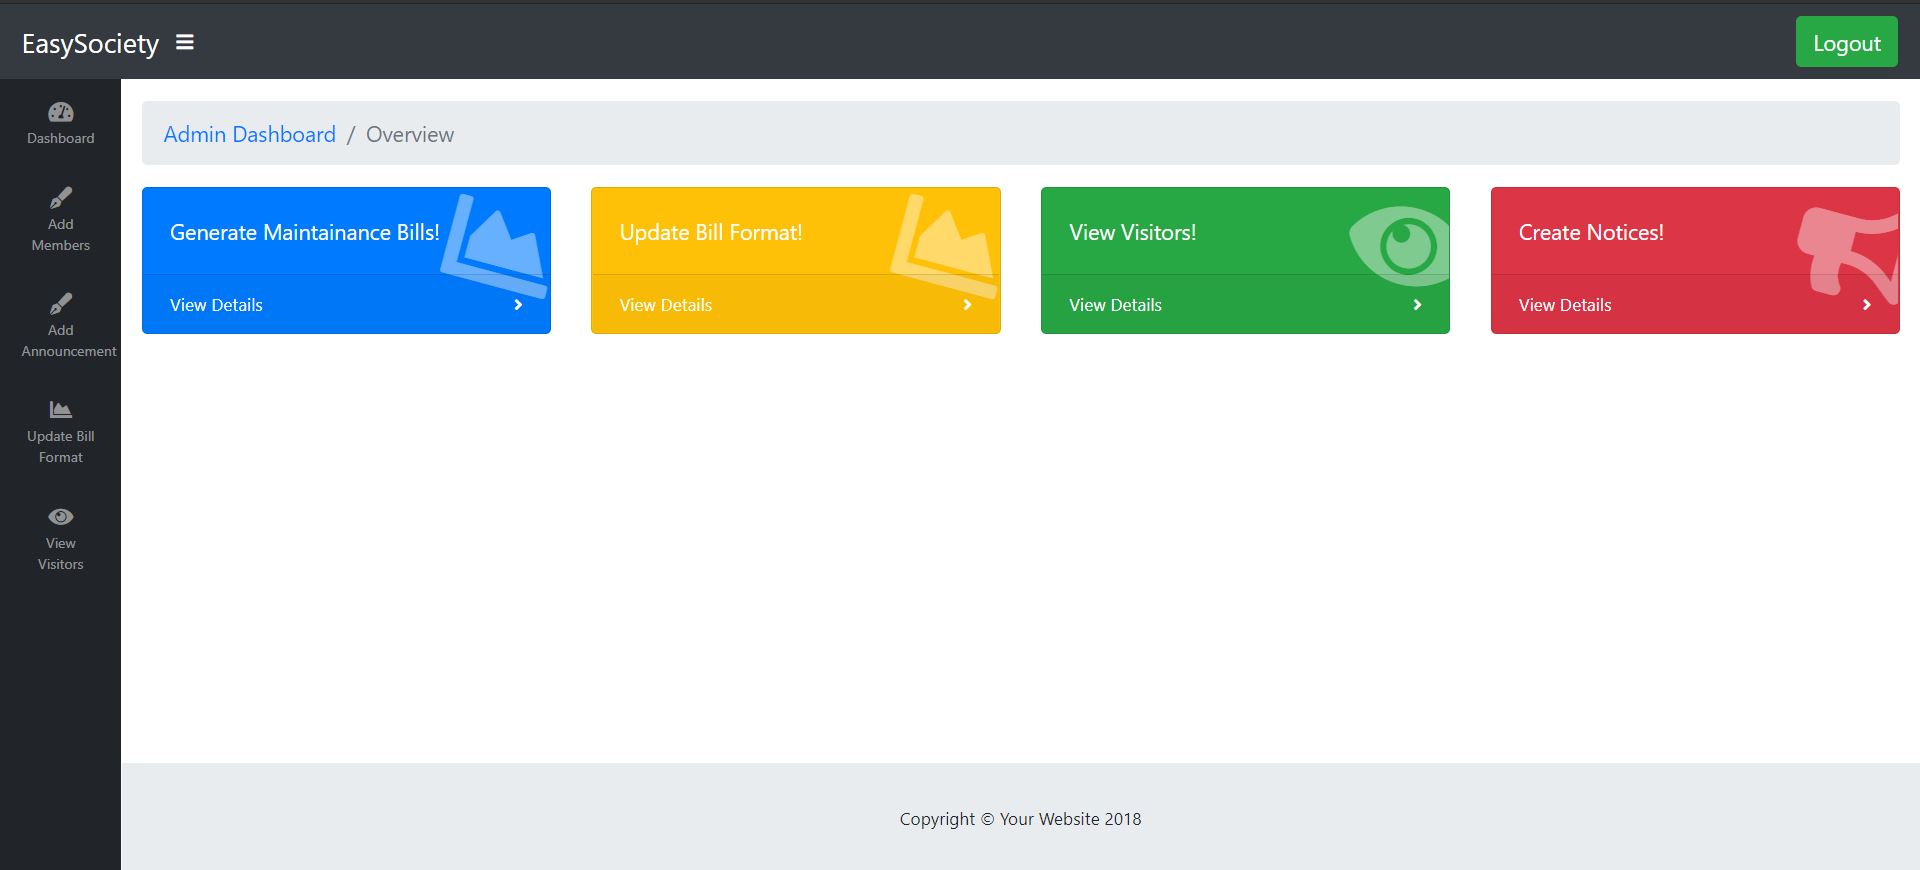 EasySociety
Logout
Dashboard
Add
Members
Add
Announcement
Update Bill
Format
View
Visitors
Admin Dashboard / Overview
Generate Maintainance Bills!
View Details
Update Bill Format!
View Details
View Visitors!
View Details
Create Notices!
View Details
Copyright © Your Website 2018